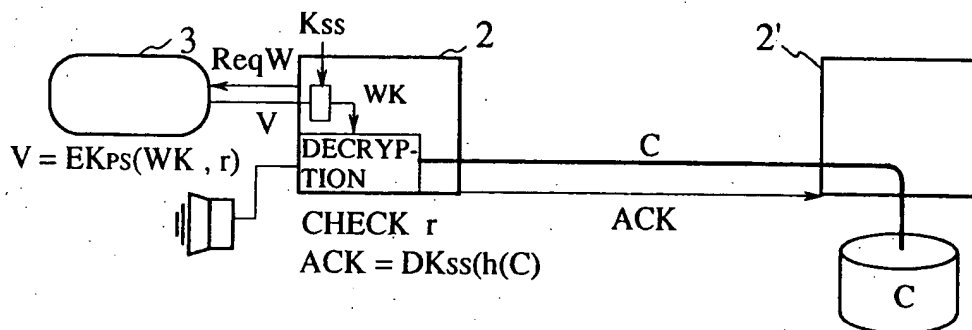 3
ReqW
Kss
2
2'
WK
V
V = EKPS(WK , r)
DECRYP-
TION
C
ACK
CHECK r
ACK = DKss(h(C)
C